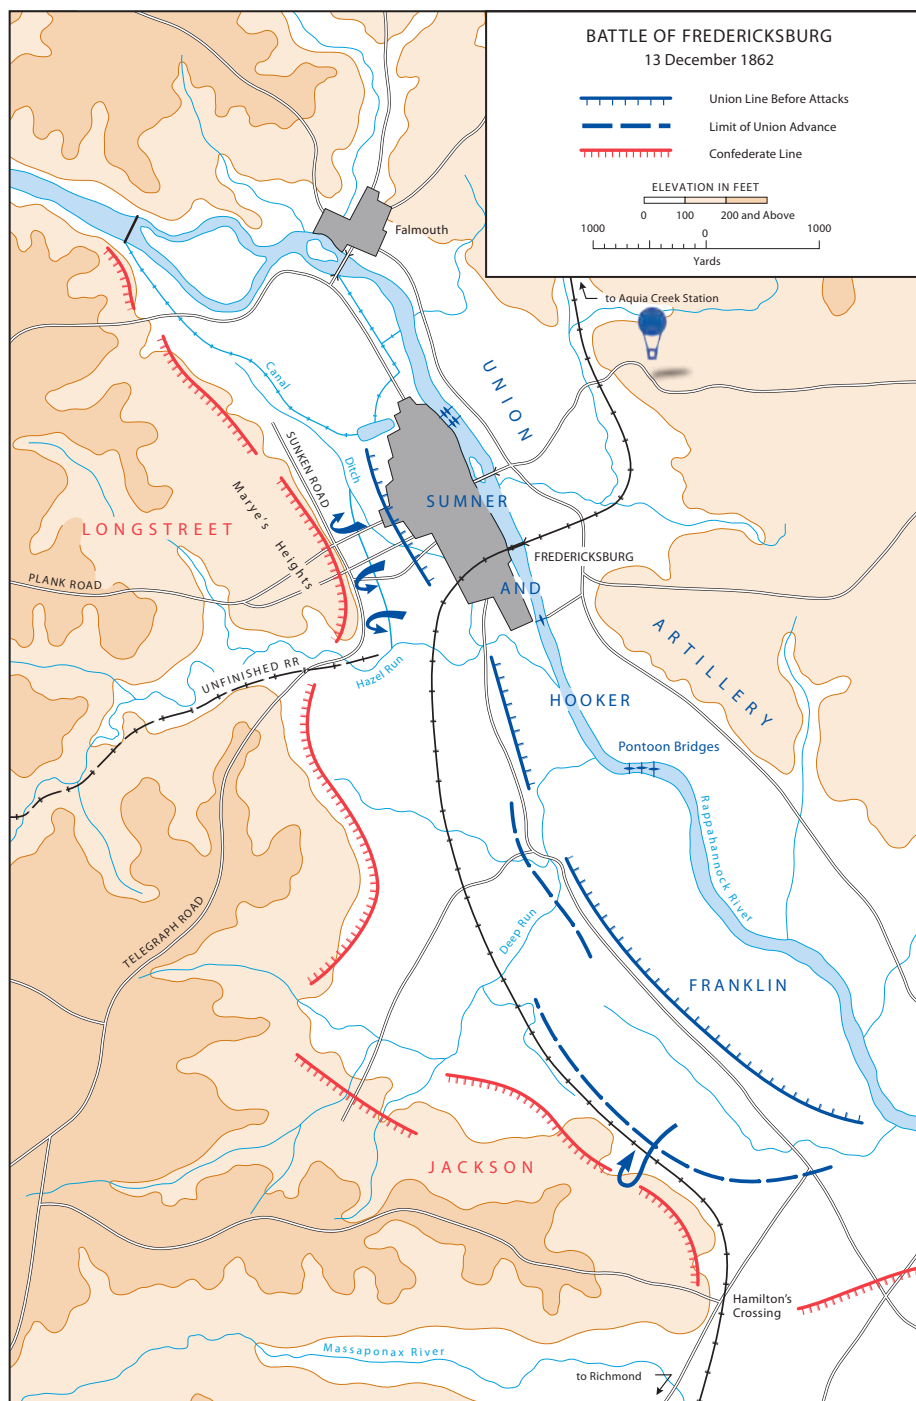 BATTLE OF FREDERICKSBURG
13 December 1862
Union Line Before Attacks
Limit of Union Advance
Confederate Line
ELEVATION IN FEET
0 100 200 and Above
1000 0 1000
Yards
Falmouth
to Aquia Creek Station
UNION
Canal
SUNKEN ROAD
Ditch
Marye's
Heights
LONGSTREET
SUMNER
FREDERICKSBURG
PLANK ROAD
AND
ARTILLERY
UNFINISHED RR
Hazel Run
HOOKER
Pontoon Bridges
Rappahannock River
TELEGRAPH ROAD
Deep Run
FRANKLIN
JACKSON
Hamilton's
Crossing
Massaponax River
to Richmond